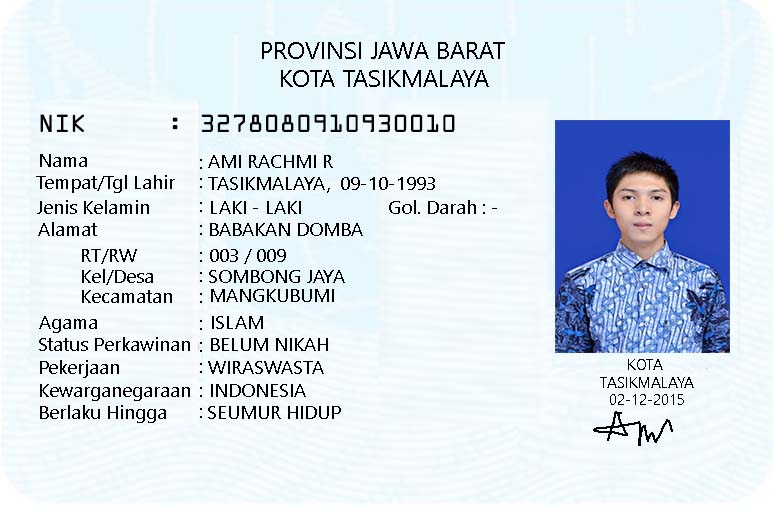 PROVINSI JAWA BARAT
KOTA TASIKMALAYA
NIK : 3278080910930010
Nama : AMI RACHMI R
Tempat/Tgl Lahir : TASIKMALAYA, 09-10-1993
Jenis Kelamin : LAKI - LAKI Gol. Darah : -
Alamat : BABAKAN DOMBA
RT/RW : 003 / 009
Kel/Desa : SOMBONG JAYA
Kecamatan : MANGKUBUMI
Agama : ISLAM
Status Perkawinan : BELUM NIKAH
Pekerjaan : WIRASWASTA
Kewarganegaraan : INDONESIA
Berlaku Hingga : SEUMUR HIDUP
KOTA
TASIKMALAYA
02-12-2015